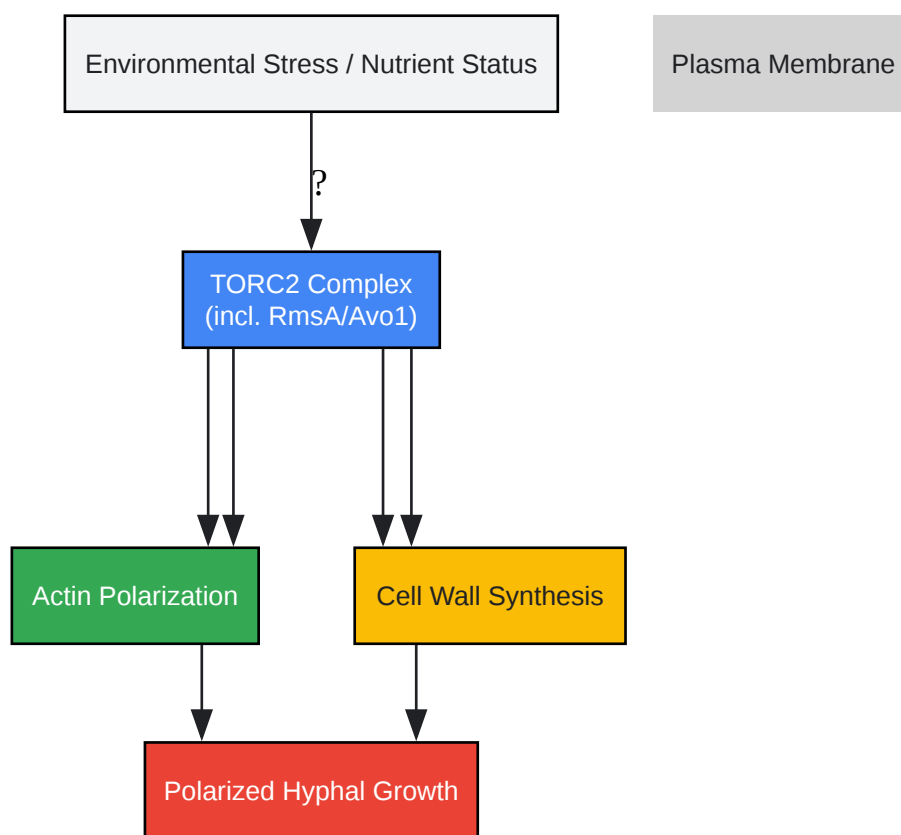 Environmental Stress / Nutrient Status
Plasma Membrane
?
TORC2 Complex
(incl. RmsA/Avo1)
Actin Polarization
Cell Wall Synthesis
Polarized Hyphal Growth